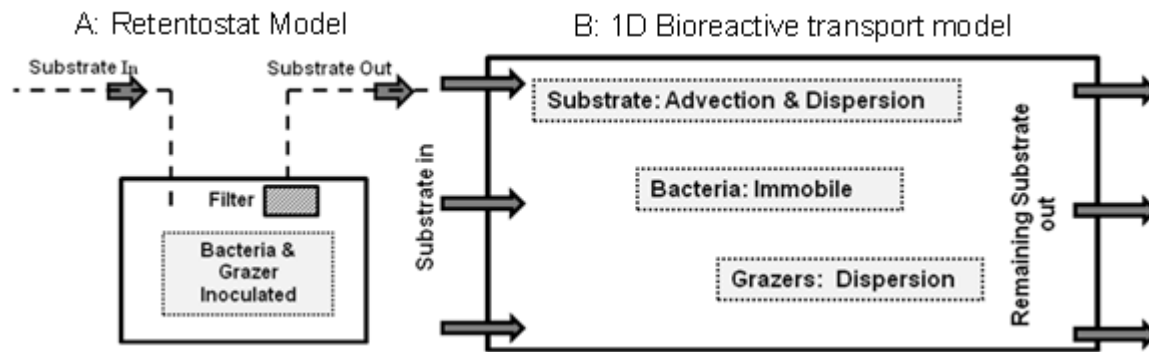 A: Retentostat Model
B: 1D Bioreactive transport model
Substrate In
Substrate Out
Filter
Bacteria &
Grazer
Inoculated
Substrate in
Substrate: Advection & Dispersion
Bacteria: Immobile
Grazers: Dispersion
Remaining Substrate
out